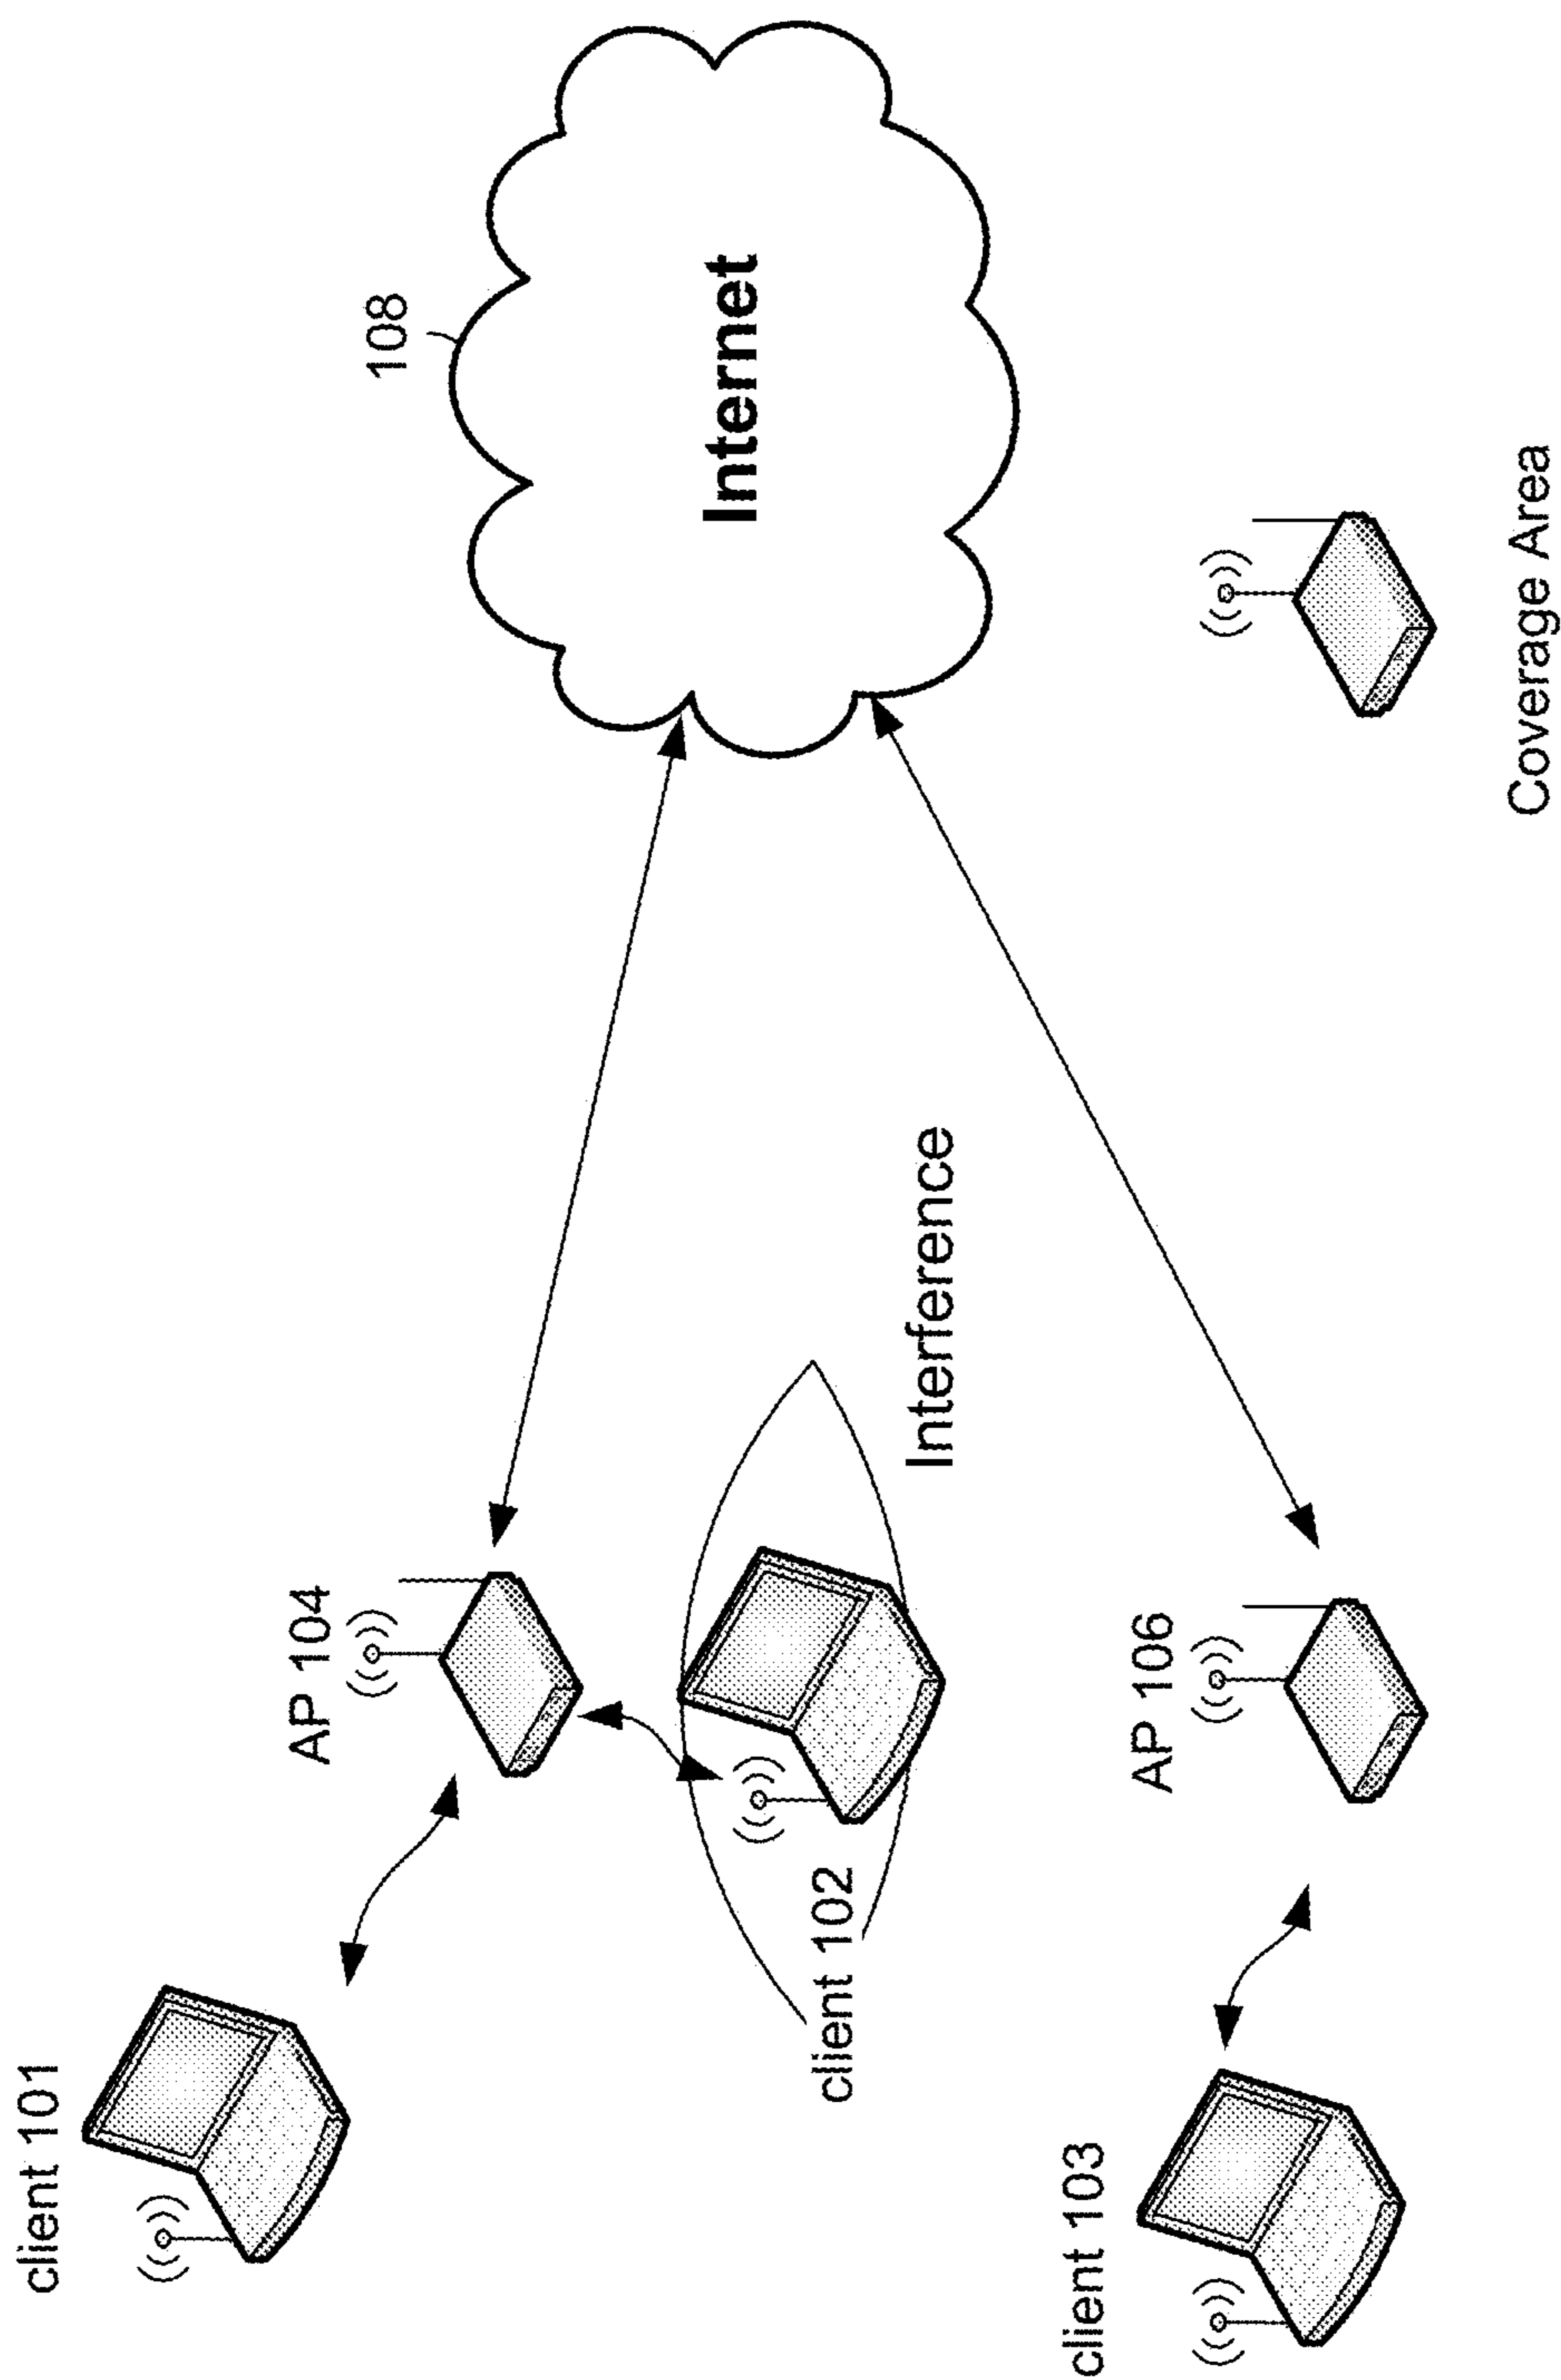 client 101
AP 104
108
Internet
client 102
Interference
client 103
AP 106
Coverage Area